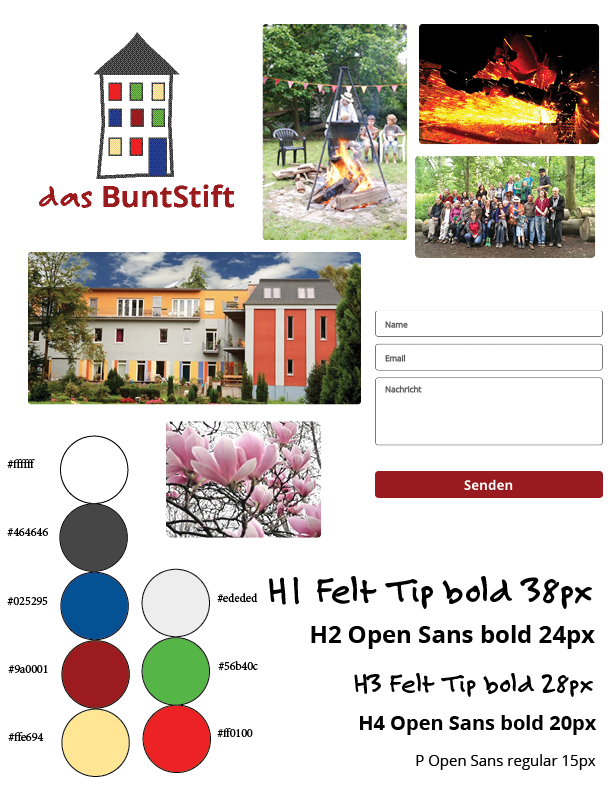 das BuntStift
Name
Email
Nachricht
Senden
#ffffff
#464646
#025295
#ededed
#9a0001
#56b40c
#ffe694
#ff0100
H1 Felt Tip bold 38px
H2 Open Sans bold 24px
H3 Felt Tip bold 28px
H4 Open Sans bold 20px
P Open Sans regular 15px